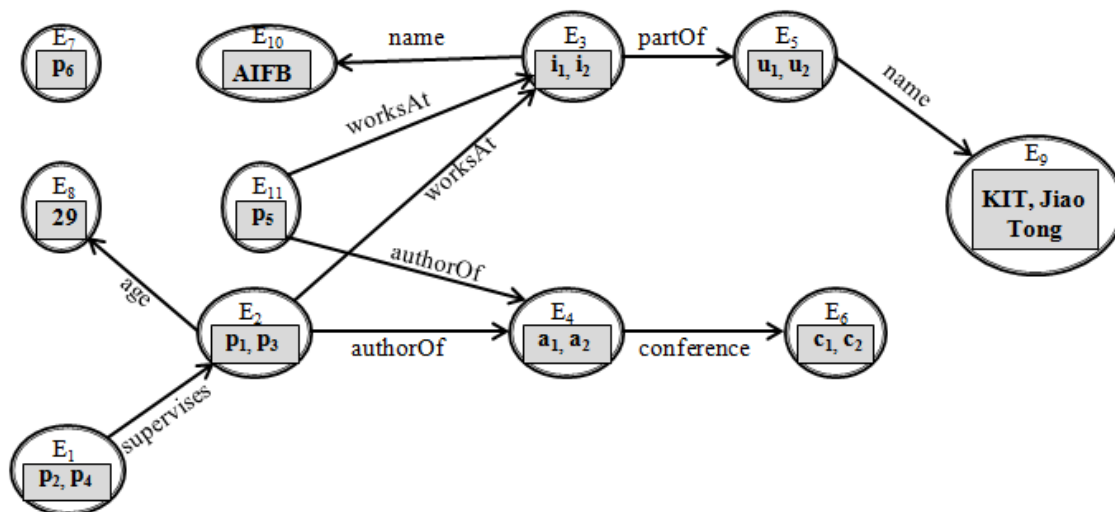 E₇
p₆
E₁₀
AIFB
name
E₃
i₁, i₂
partOf
E₅
u₁, u₂
name
E₉
KIT, Jiao
Tong
worksAt
worksAt
E₈
29
E₁₁
p₅
authorOf
age
E₂
p₁, p₃
authorOf
E₄
a₁, a₂
conference
E₆
c₁, c₂
supervises
E₁
p₂, p₄